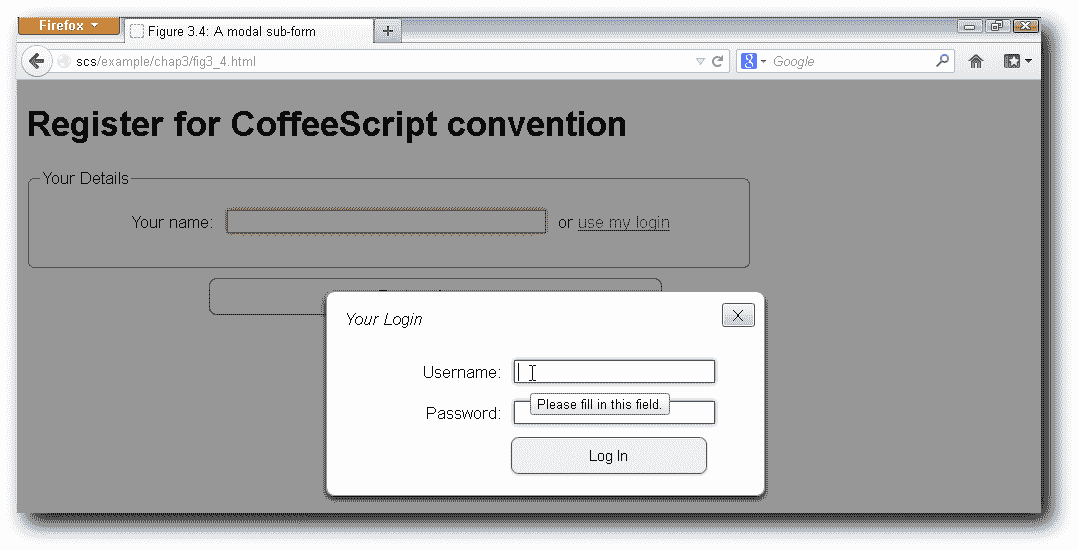 Firefox
Figure 3.4: A modal sub-form
scs/example/chap3/fig3_4.html
Google
Register for CoffeeScript convention
Your Details
Your name:
or use my login
Your Login
X
Username:
Please fill in this field.
Password:
Log In